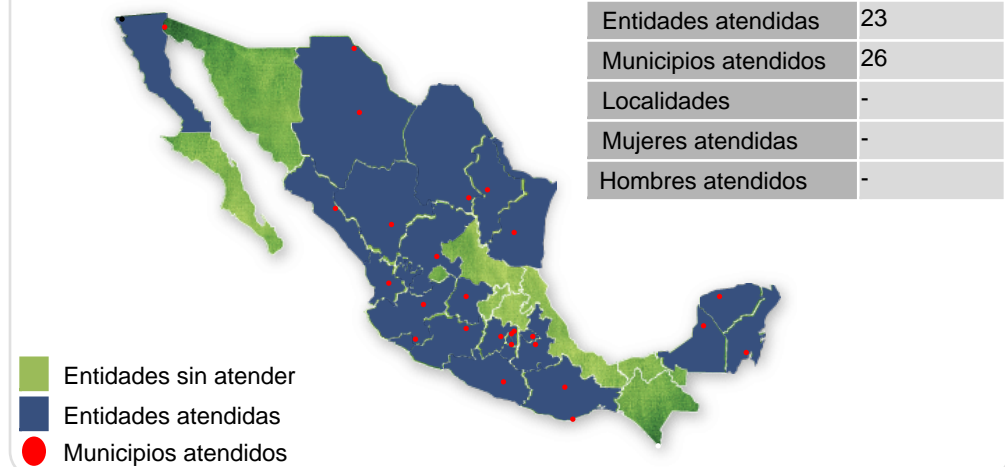 Entidades atendidas 23
Municipios atendidos 26
Localidades -
Mujeres atendidas -
Hombres atendidos -
Entidades sin atender
Entidades atendidas
Municipios atendidos